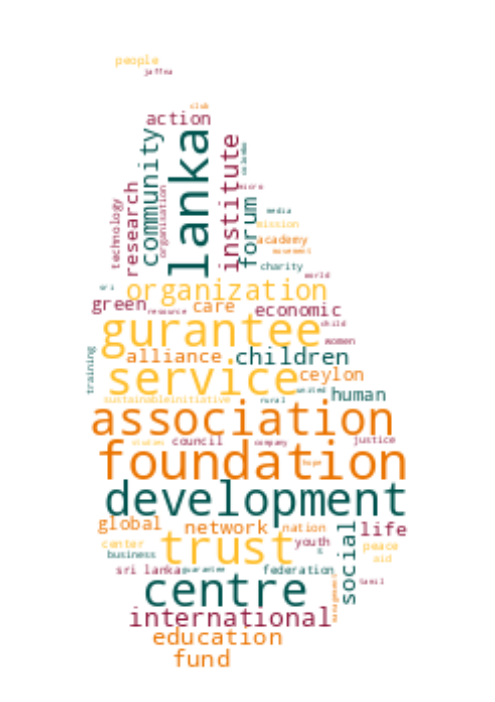 people
jaffna
club
action
community
lanka
institute
colombo
micro
research
organisation
technology
forum
media
mission
academy
movement
charity
world
sri
organization
green
resource
care
economic
gurantee
child
women
alliance
children
training
service
ceylon
united
human
sustainableinitiative
rural
association
studies
council
company
justice
foundation
hope
development
global
network
nation
social
life
center
trust
youth
peace
business
s
aid
sri lanka
guarantee
federation
tamil
centre
management
international
education
fund